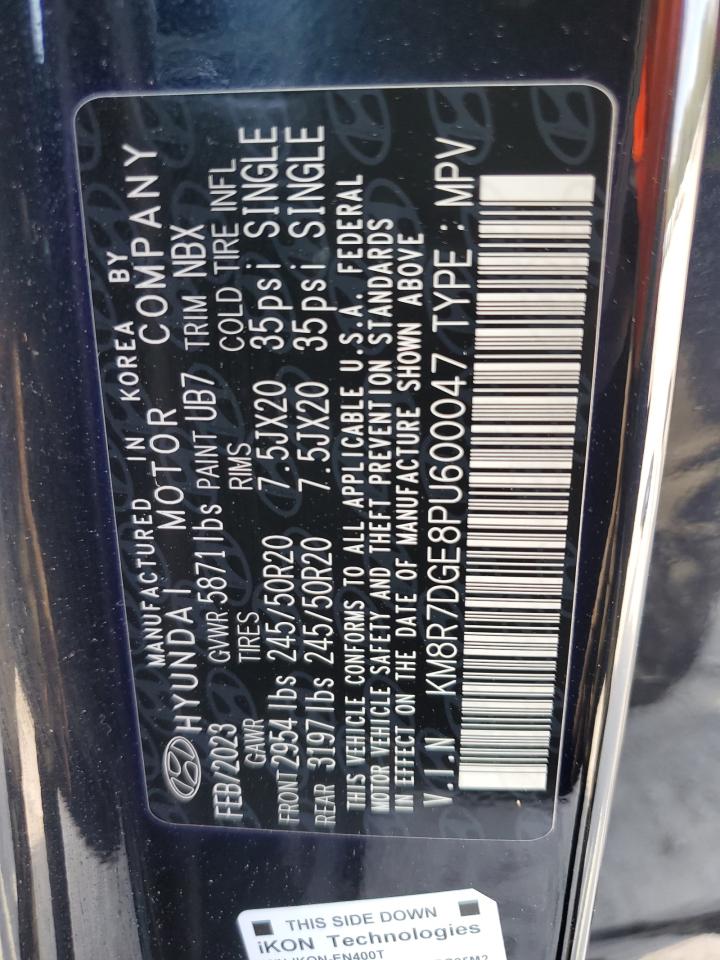 MANUFACTURED IN KOREA BY
HYUNDAI MOTOR COMPANY
FEB/2023 GVWR 5871lbs PAINT UB7 TRIM NBX
GAWR TIRES RIMS COLD TIRE INFL
FRONT 2954lbs 245/50R20 7.5JX20 35psi SINGLE
REAR 3197lbs 245/50R20 7.5JX20 35psi SINGLE
THIS VEHICLE CONFORMS TO ALL APPLICABLE U.S.A. FEDERAL
MOTOR VEHICLE SAFETY AND THEFT PREVENTION STANDARDS
IN EFFECT ON THE DATE OF MANUFACTURE SHOWN ABOVE
V.I.N KM8R7DGE8PU600047 TYPE : MPV
THIS SIDE DOWN
iKON Technologies
IKON-EN400T